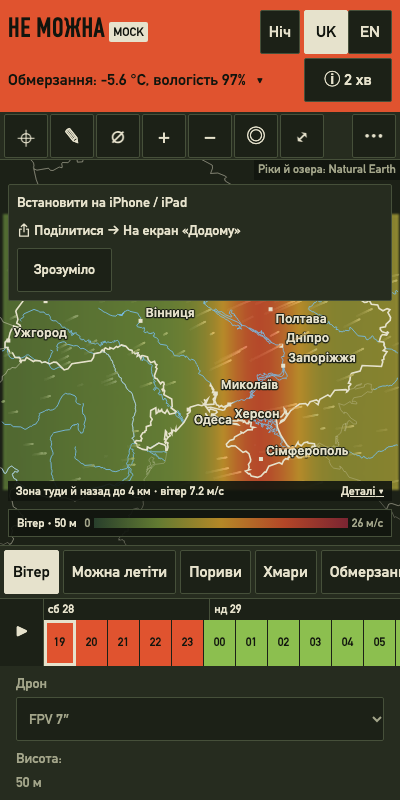 НЕ МОЖНА МОСК
Ніч UK EN
Обмерзання: -5.6 °C, вологість 97% ▾
ⓘ 2 хв
Ріки й озера: Natural Earth
Встановити на iPhone / iPad
Поділитися → На екран «Додому»
Зрозуміло
Вінниця
Полтава
Ужгород
Дніпро
Запоріжжя
Миколаїв
Одеса Херсон
Сімферополь
Зона туди й назад до 4 км · вітер 7.2 м/с Деталі ▾
Вітер · 50 м 0 26 м/с
Вітер Можна летіти Пориви Хмари Обмерзан
сб 28 нд 29
19 20 21 22 23 00 01 02 03 04 05
Дрон
FPV 7″
Висота:
50 м